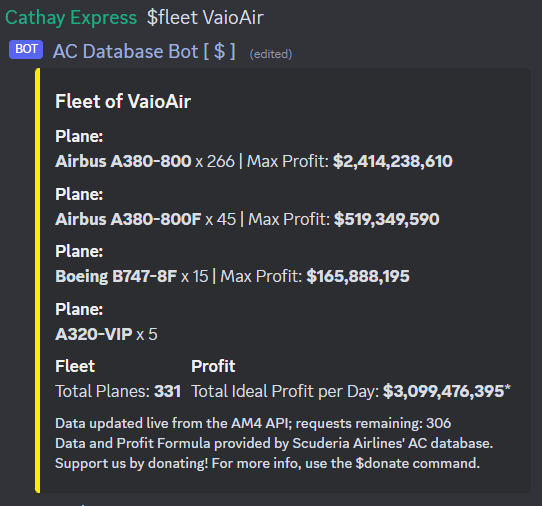 Cathay Express $fleet VaioAir
BOT AC Database Bot [ $ ] (edited)
Fleet of VaioAir
Plane:
Airbus A380-800 x 266 | Max Profit: $2,414,238,610
Plane:
Airbus A380-800F x 45 | Max Profit: $519,349,590
Plane:
Boeing B747-8F x 15 | Max Profit: $165,888,195
Plane:
A320-VIP x 5
Fleet Profit
Total Planes: 331 Total Ideal Profit per Day: $3,099,476,395*
Data updated live from the AM4 API; requests remaining: 306
Data and Profit Formula provided by Scuderia Airlines' AC database.
Support us by donating! For more info, use the $donate command.